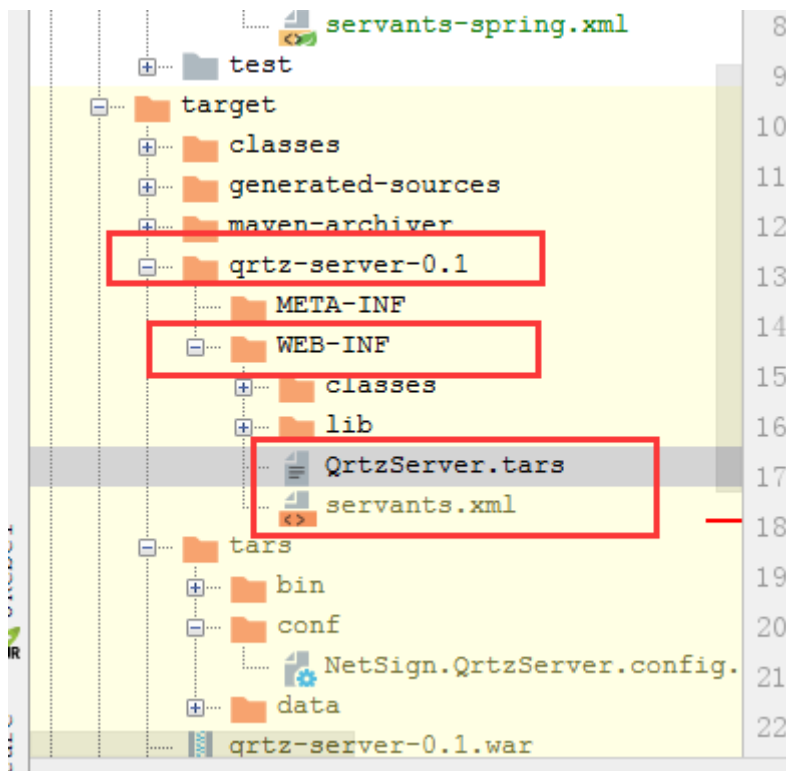 servants-spring.xml
8
test
9
target
10
classes
11
generated-sources
12
maven-archiver
qrtz-server-0.1
13
META-INF
14
WEB-INF
15
classes
lib
16
QrtzServer.tars
17
servants.xml
18
tars
bin
19
conf
20
NetSign.QrtzServer.config.
21
data
22
qrtz-server-0.1.war